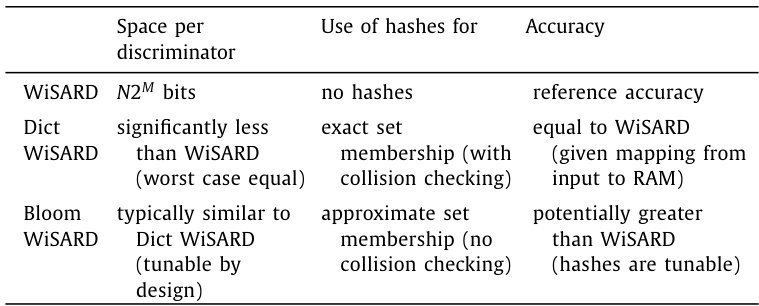 Space per discriminator | Use of hashes for | Accuracy
WiSARD | N2^M bits | no hashes | reference accuracy
Dict WiSARD | significantly less than WiSARD (worst case equal) | exact set membership (with collision checking) | equal to WiSARD (given mapping from input to RAM)
Bloom WiSARD | typically similar to Dict WiSARD (tunable by design) | approximate set membership (no collision checking) | potentially greater than WiSARD (hashes are tunable)